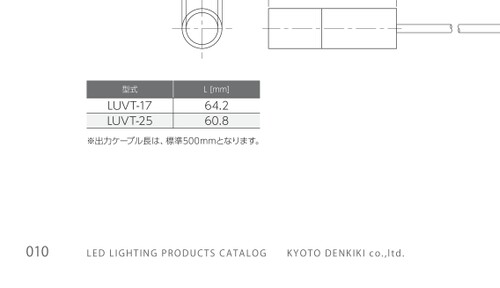 型式 L [mm]
LUVT-17 64.2
LUVT-25 60.8
※出力ケーブル長は、標準500mmとなります。
010 LED LIGHTING PRODUCTS CATALOG KYOTO DENKIKI co.,ltd.